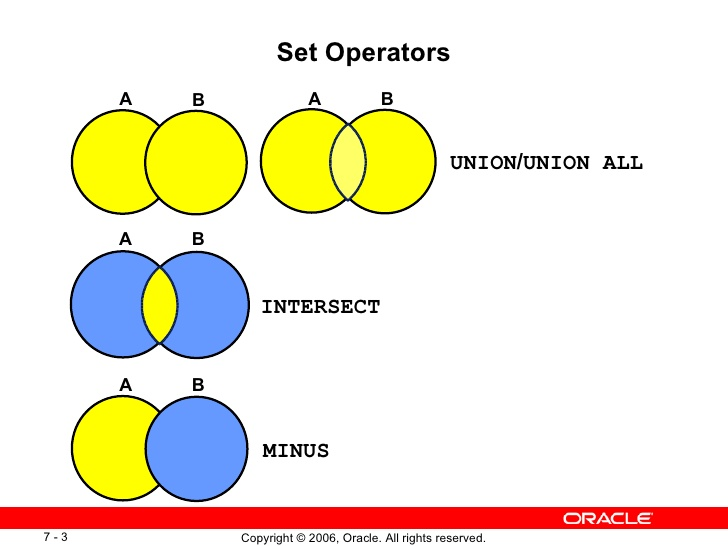 Set Operators
A B A B
UNION/UNION ALL
A B
INTERSECT
A B
MINUS
ORACLE
7 - 3 Copyright © 2006, Oracle. All rights reserved.